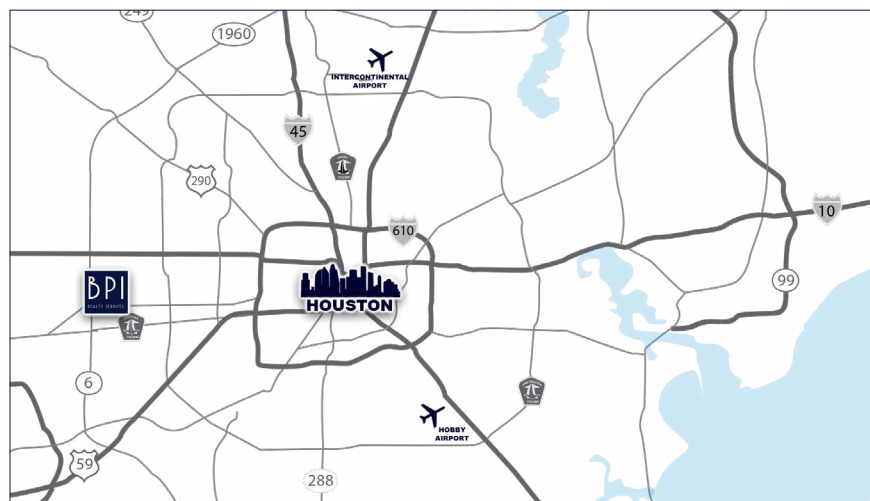 249
1960
INTERCONTINENTAL
AIRPORT
45
290
610
10
HOUSTON
BPI
REALTY SERVICES
99
6
HOBBY
AIRPORT
59
288